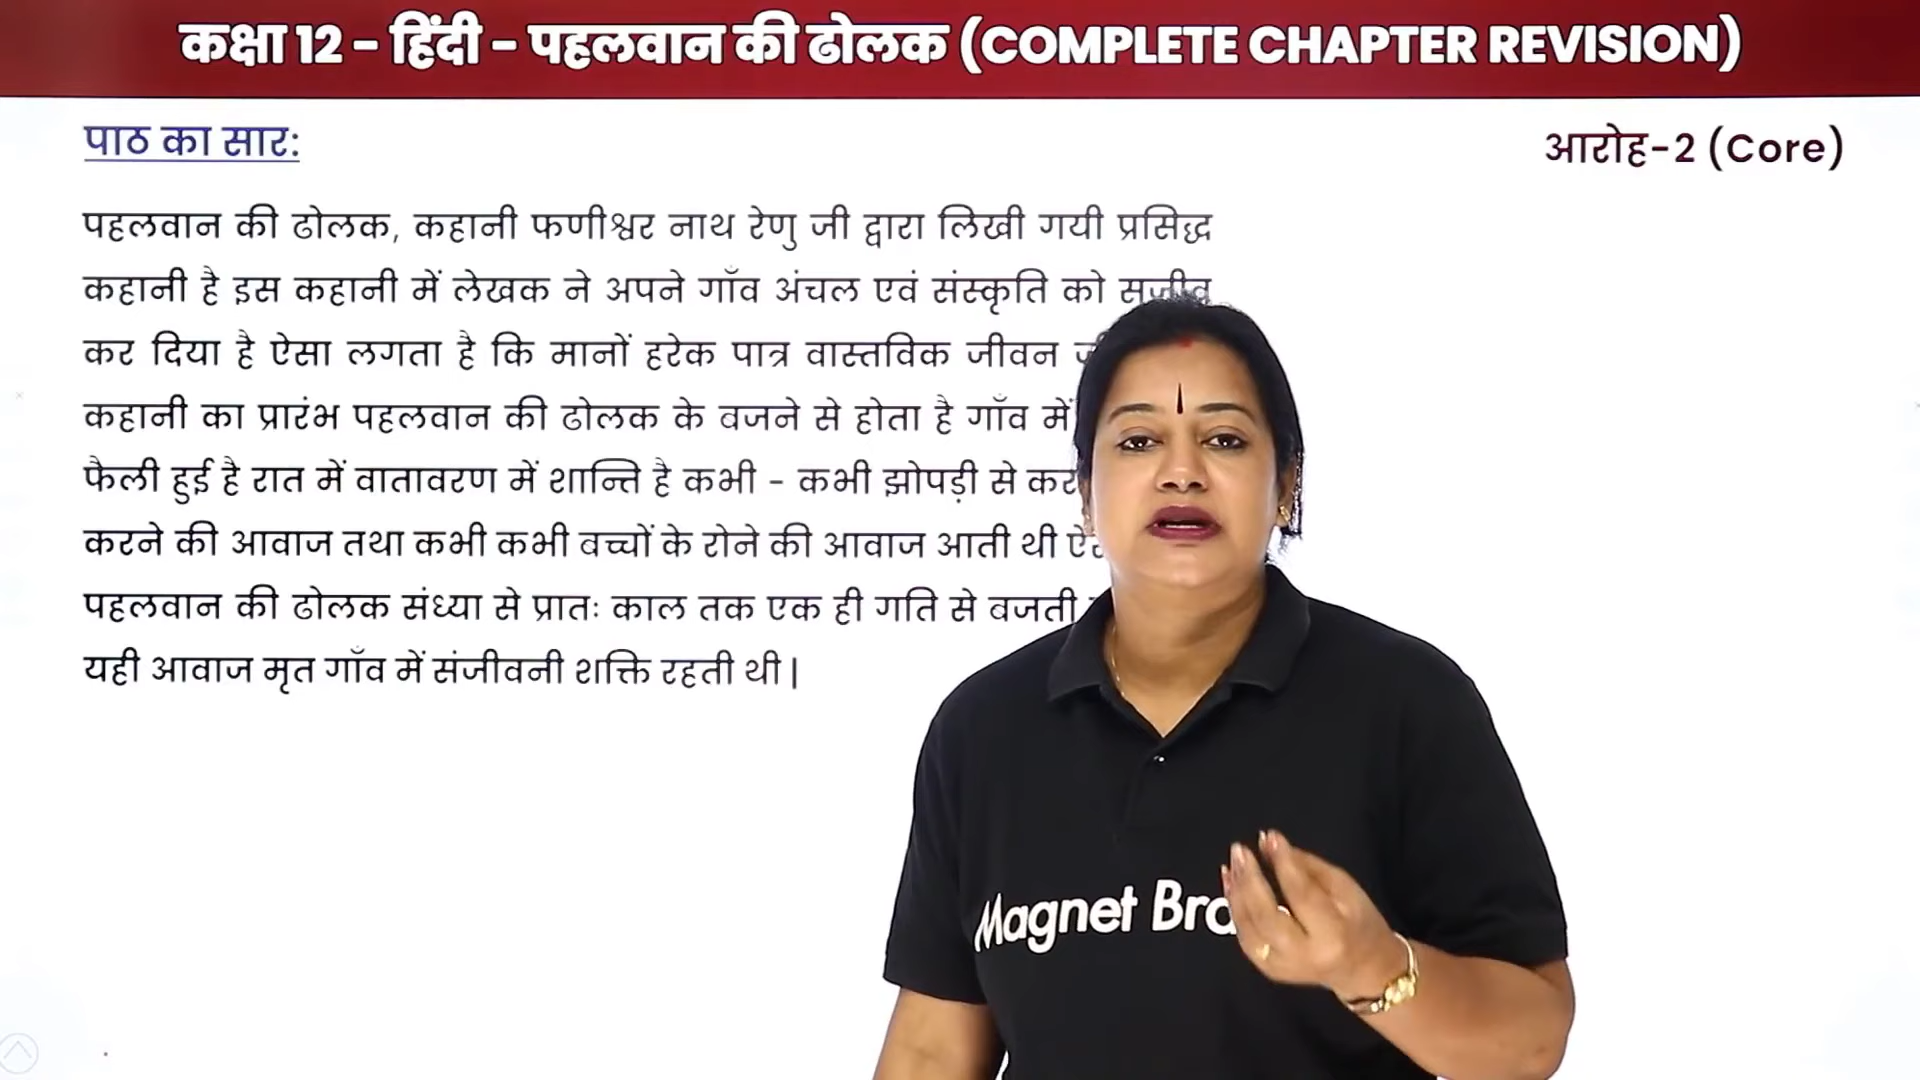 कक्षा 12 - हिंदी - पहलवान की ढोलक (COMPLETE CHAPTER REVISION)
पाठ का सार:
आरोह-2 (Core)
पहलवान की ढोलक, कहानी फणीश्वर नाथ रेणु जी द्वारा लिखी गयी प्रसिद्ध
कहानी है इस कहानी में लेखक ने अपने गाँव अंचल एवं संस्कृति को सजीव
कर दिया है ऐसा लगता है कि मानों हरेक पात्र वास्तविक जीवन
कहानी का प्रारंभ पहलवान की ढोलक के बजने से होता है गाँव में
फैली हुई है रात में वातावरण में शान्ति है कभी - कभी झोपड़ी से
करने की आवाज तथा कभी कभी बच्चों के रोने की आवाज आती थी
पहलवान की ढोलक संध्या से प्रातः काल तक एक ही गति से बजती
यही आवाज मृत गाँव में संजीवनी शक्ति रहती थी |
Magnet